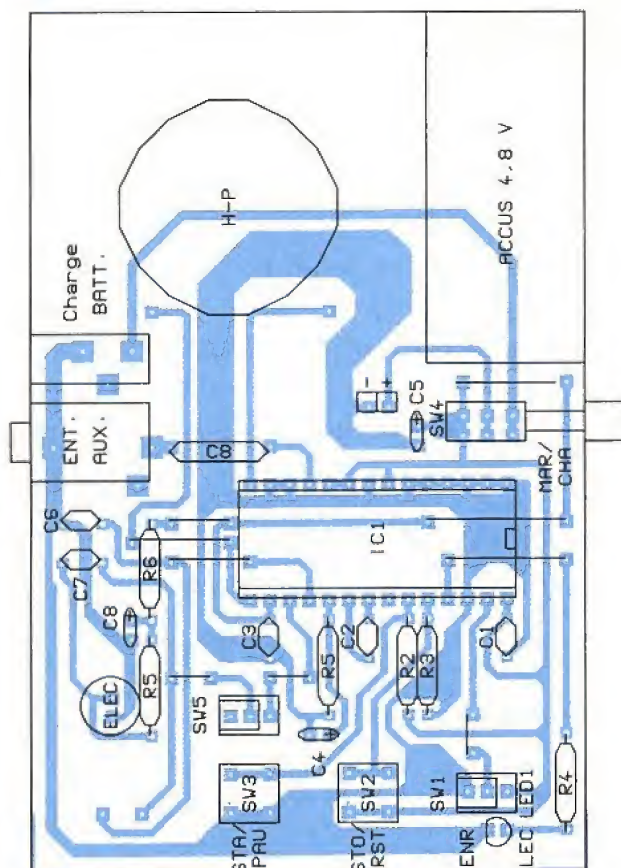 H-P
ACCUS 4,8 V
Charge
BATT.
-
+
C5
SW4
ENT.
AUX.
C8
MAR/
CHA
C6
C7
R6
IC1
C8
C3
R5
C2
R2
R3
C1
ELEC
R5
SW5
C4
SW3
SW2
SW1
LED1
R4
STA/
PAU
STO/
RST
ENR
ELEC